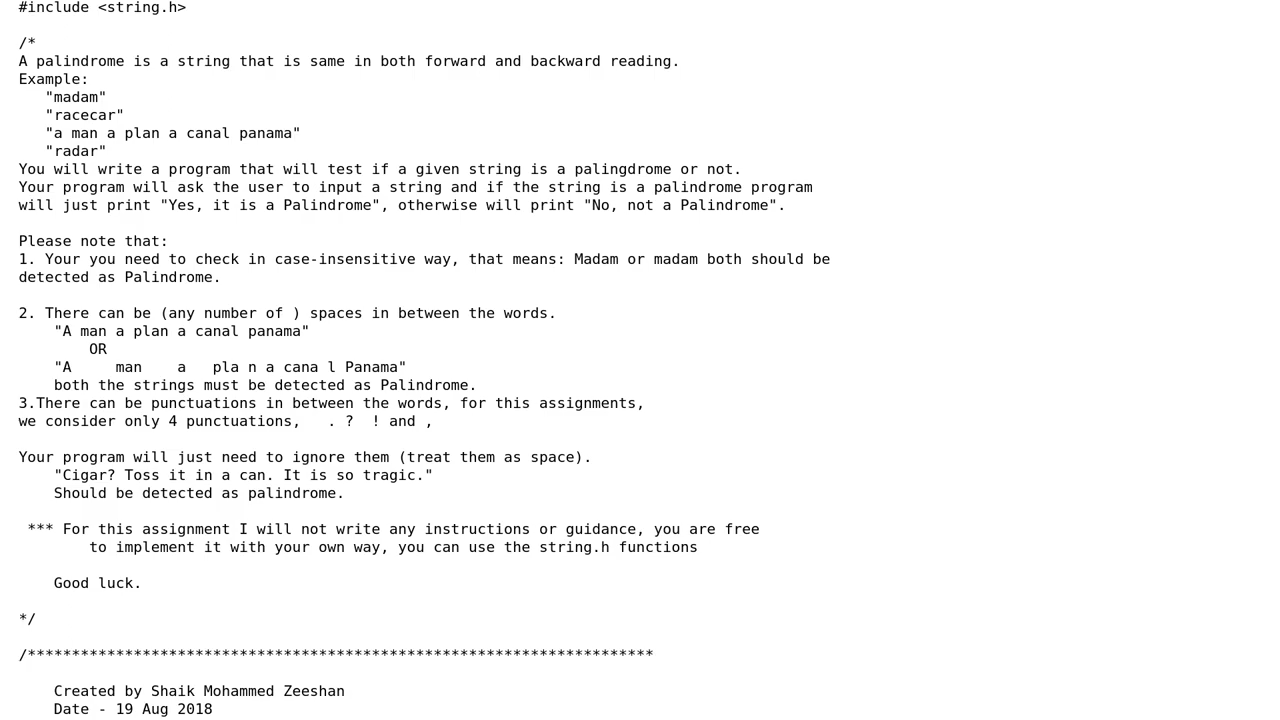 #include <string.h>
/*
A palindrome is a string that is same in both forward and backward reading.
Example:
"madam"
"racecar"
"a man a plan a canal panama"
"radar"
You will write a program that will test if a given string is a palingdrome or not.
Your program will ask the user to input a string and if the string is a palindrome program
will just print "Yes, it is a Palindrome", otherwise will print "No, not a Palindrome".
Please note that:
1. Your you need to check in case-insensitive way, that means: Madam or madam both should be
detected as Palindrome.
2. There can be (any number of ) spaces in between the words.
"A man a plan a canal panama"
OR
"A     man    a   pla n a cana l Panama"
both the strings must be detected as Palindrome.
3.There can be punctuations in between the words, for this assignments,
we consider only 4 punctuations,   . ?  ! and ,
Your program will just need to ignore them (treat them as space).
"Cigar? Toss it in a can. It is so tragic."
Should be detected as palindrome.
*** For this assignment I will not write any instructions or guidance, you are free
to implement it with your own way, you can use the string.h functions
Good luck.
*/
/***********************************************************************
Created by Shaik Mohammed Zeeshan
Date - 19 Aug 2018